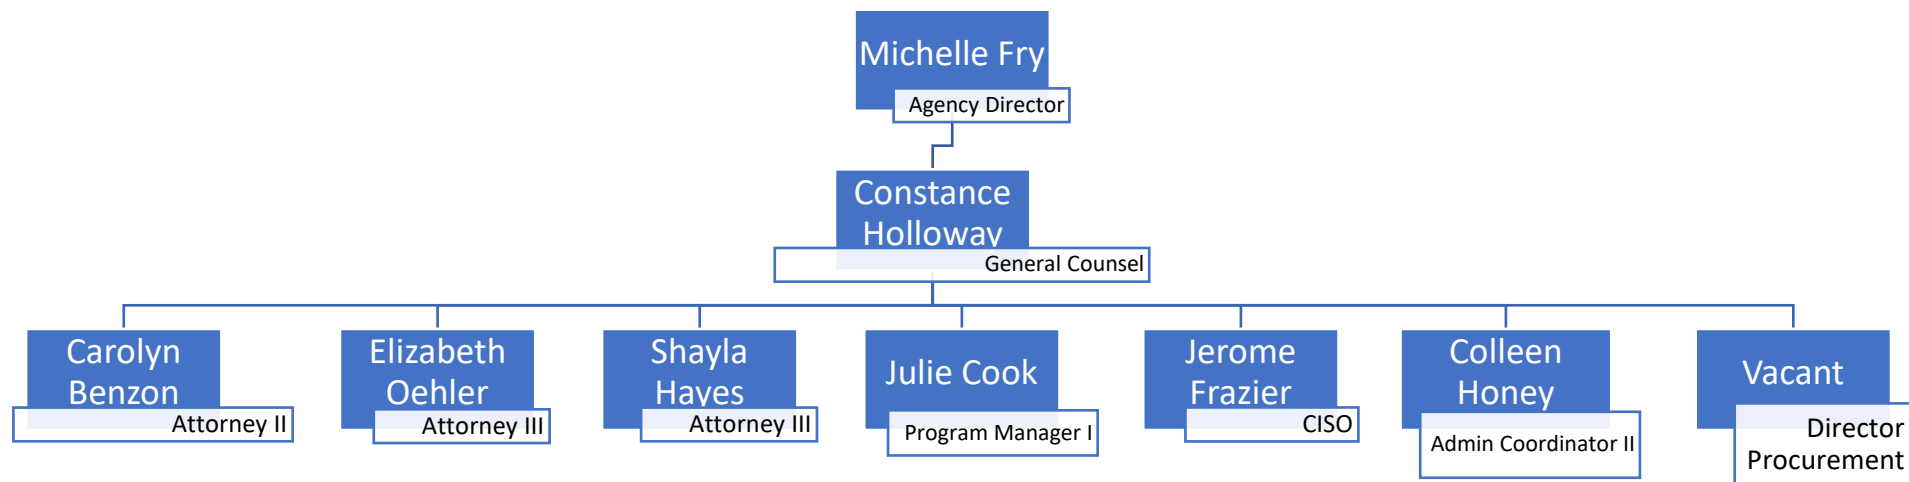 Michelle Fry
Agency Director
Constance
Holloway
General Counsel
Carolyn
Benzon
Attorney II
Elizabeth
Oehler
Attorney III
Shayla
Hayes
Attorney III
Julie Cook
Program Manager I
Jerome
Frazier
CISO
Colleen
Honey
Admin Coordinator II
Vacant
Director
Procurement